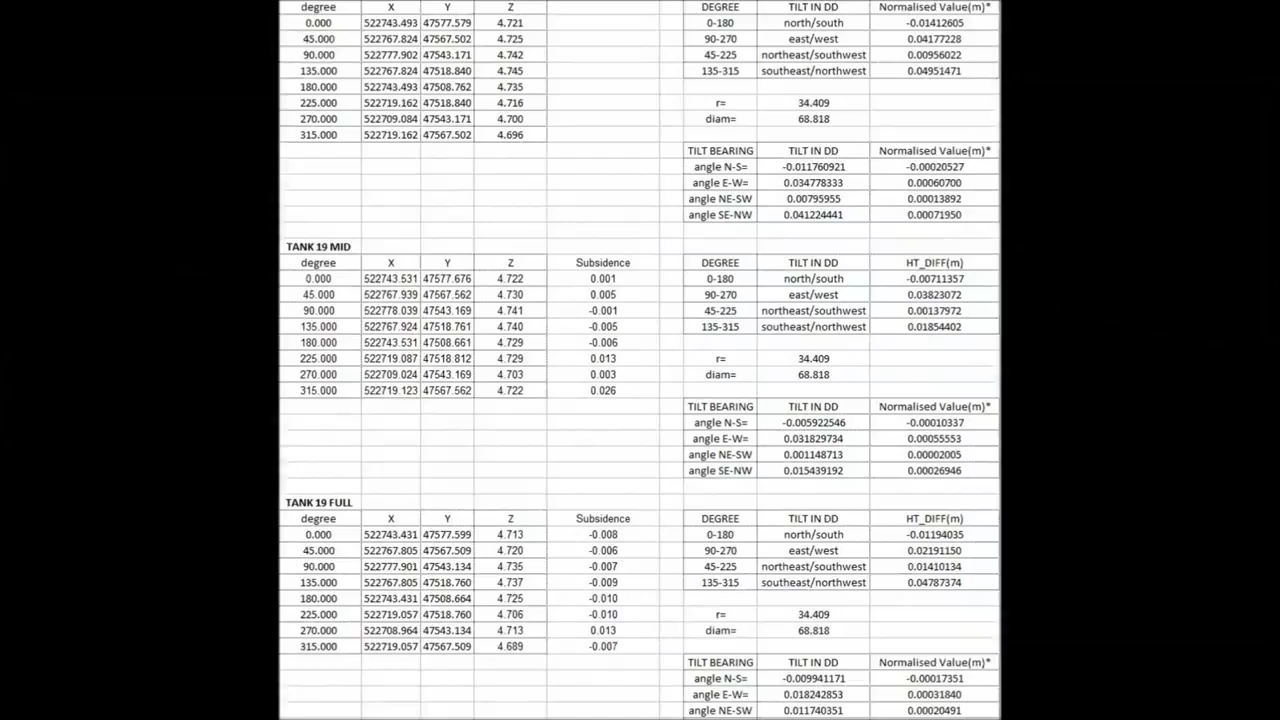 degree X Y Z DEGREE TILT IN DD Normalised Value(m)*
0.000 522743.493 47577.579 4.721 0-180 north/south -0.01412605
45.000 522767.824 47567.502 4.725 90-270 east/west 0.04177228
90.000 522777.902 47543.171 4.742 45-225 northeast/southwest 0.00956022
135.000 522767.824 47518.840 4.745 135-315 southeast/northwest 0.04951471
180.000 522743.493 47508.762 4.735
225.000 522719.162 47518.840 4.716 r= 34.409
270.000 522709.084 47543.171 4.700 diam= 68.818
315.000 522719.162 47567.502 4.696
TILT BEARING TILT IN DD Normalised Value(m)*
angle N-S= -0.011760921 -0.00020527
angle E-W= 0.034778333 0.00060700
angle NE-SW 0.00795955 0.00013892
angle SE-NW 0.041224441 0.00071950
TANK 19 MID
degree X Y Z Subsidence DEGREE TILT IN DD HT_DIFF(m)
0.000 522743.531 47577.676 4.722 0.001 0-180 north/south -0.00711357
45.000 522767.939 47567.562 4.730 0.005 90-270 east/west 0.03823072
90.000 522778.039 47543.169 4.741 -0.001 45-225 northeast/southwest 0.00137972
135.000 522767.924 47518.761 4.740 -0.005 135-315 southeast/northwest 0.01854402
180.000 522743.531 47508.661 4.729 -0.006
225.000 522719.087 47518.812 4.729 0.013 r= 34.409
270.000 522709.024 47543.169 4.703 0.003 diam= 68.818
315.000 522719.123 47567.562 4.722 0.026
TILT BEARING TILT IN DD Normalised Value(m)*
angle N-S= -0.005922546 -0.00010337
angle E-W= 0.031829734 0.00055553
angle NE-SW 0.001148713 0.00002005
angle SE-NW 0.015439192 0.00026946
TANK 19 FULL
degree X Y Z Subsidence DEGREE TILT IN DD HT_DIFF(m)
0.000 522743.431 47577.599 4.713 -0.008 0-180 north/south -0.01194035
45.000 522767.805 47567.509 4.720 -0.006 90-270 east/west 0.02191150
90.000 522777.901 47543.134 4.735 -0.007 45-225 northeast/southwest 0.01410134
135.000 522767.805 47518.760 4.737 -0.009 135-315 southeast/northwest 0.04787374
180.000 522743.431 47508.664 4.725 -0.010
225.000 522719.057 47518.760 4.706 -0.010 r= 34.409
270.000 522708.964 47543.134 4.713 0.013 diam= 68.818
315.000 522719.057 47567.509 4.689 -0.007
TILT BEARING TILT IN DD Normalised Value(m)*
angle N-S= -0.009941171 -0.00017351
angle E-W= 0.018242853 0.00031840
angle NE-SW 0.011740351 0.00020491